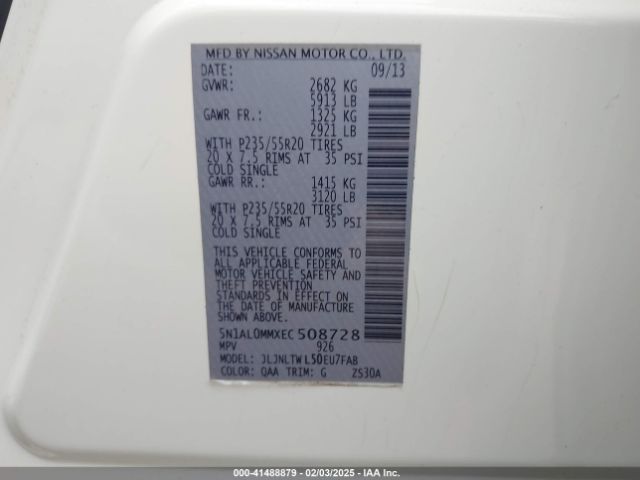 MFD BY NISSAN MOTOR CO., LTD.
DATE: 09/13
GVWR: 2682 KG
5913 LB
GAWR FR.: 1325 KG
2921 LB
WITH P235/55R20 TIRES
20 X 7.5 RIMS AT 35 PSI
COLD SINGLE
GAWR RR.: 1415 KG
3120 LB
WITH P235/55R20 TIRES
20 X 7.5 RIMS AT 35 PSI
COLD SINGLE
THIS VEHICLE CONFORMS TO
ALL APPLICABLE FEDERAL
MOTOR VEHICLE SAFETY AND
THEFT PREVENTION
STANDARDS IN EFFECT ON
THE DATE OF MANUFACTURE
SHOWN ABOVE.
5N1AL0MMXEC508728
MPV 926
MODEL: JLJNLTWL50EU7FAB
COLOR: QAA TRIM: G ZS30A
000-41488879 - 02/03/2025 - IAA Inc.